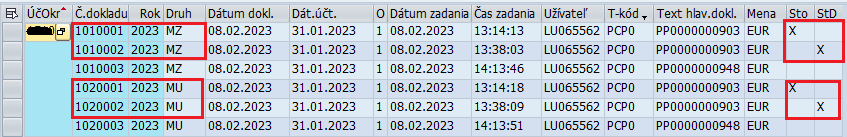 ÚČOkr Č.dokladu Rok Druh Dátum dokl. Dát.účt. O Dátum zadania Čas zadania Užívateľ T-kód Text hlav.dokl. Mena Sto StD
1010001 2023 MZ 08.02.2023 31.01.2023 1 08.02.2023 13:14:13 LU065562 PCP0 PP0000000903 EUR X
1010002 2023 MZ 08.02.2023 31.01.2023 1 08.02.2023 13:38:03 LU065562 PCP0 PP0000000903 EUR X
1010003 2023 MZ 08.02.2023 31.01.2023 1 08.02.2023 14:13:46 LU065562 PCP0 PP0000000948 EUR
1020001 2023 MU 08.02.2023 31.01.2023 1 08.02.2023 13:14:18 LU065562 PCP0 PP0000000903 EUR X
1020002 2023 MU 08.02.2023 31.01.2023 1 08.02.2023 13:38:09 LU065562 PCP0 PP0000000903 EUR X
1020003 2023 MU 08.02.2023 31.01.2023 1 08.02.2023 14:13:51 LU065562 PCP0 PP0000000948 EUR